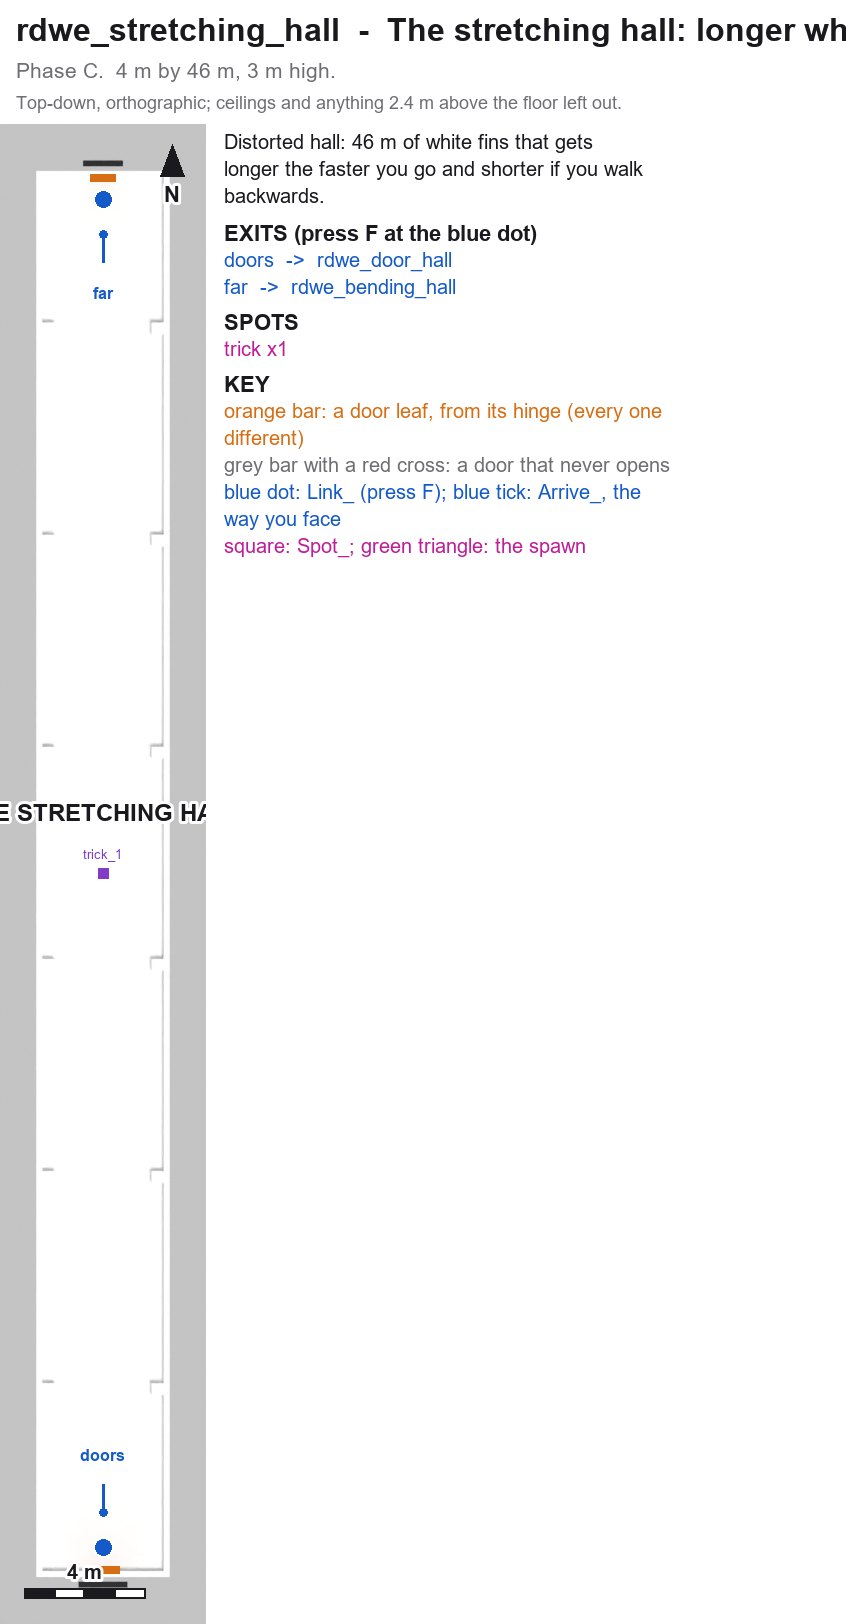 rdwe_stretching_hall - The stretching hall: longer wh
Phase C. 4 m by 46 m, 3 m high.
Top-down, orthographic; ceilings and anything 2.4 m above the floor left out.
N
far
E STRETCHING HA
trick_1
doors
4 m
Distorted hall: 46 m of white fins that gets
longer the faster you go and shorter if you walk
backwards.
EXITS (press F at the blue dot)
doors -> rdwe_door_hall
far -> rdwe_bending_hall
SPOTS
trick x1
KEY
orange bar: a door leaf, from its hinge (every one
different)
grey bar with a red cross: a door that never opens
blue dot: Link_ (press F); blue tick: Arrive_, the
way you face
square: Spot_; green triangle: the spawn